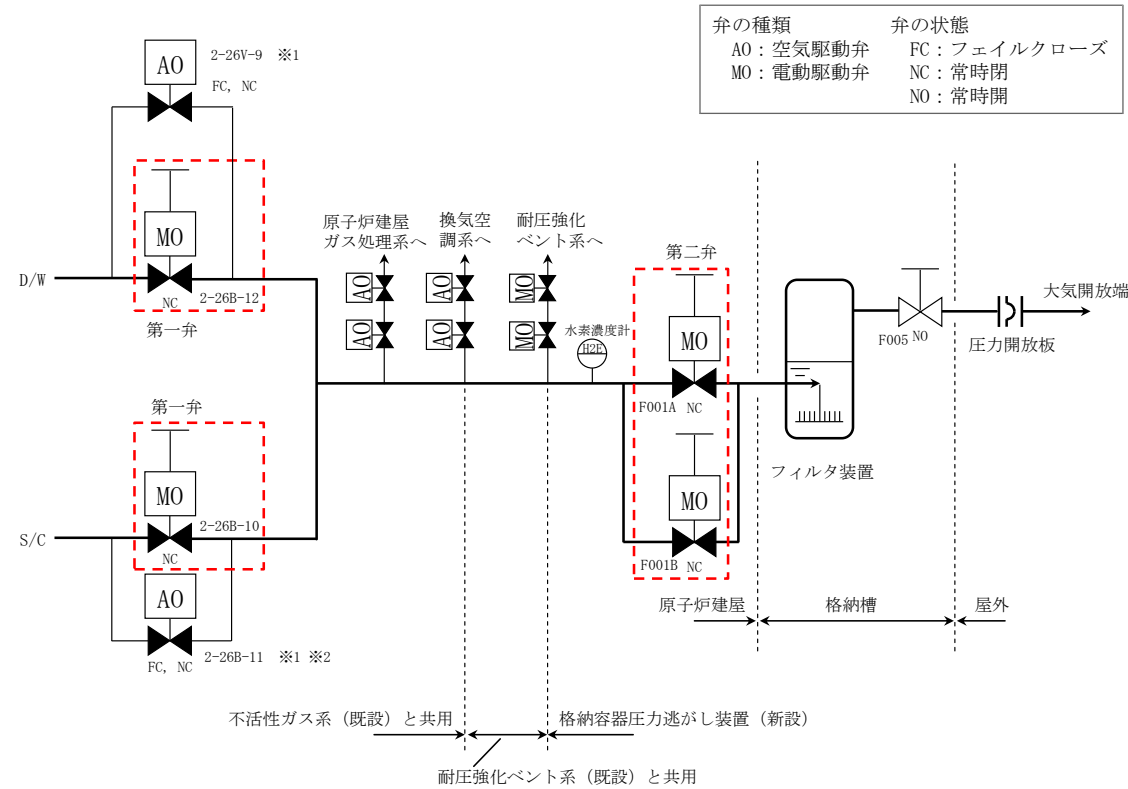 弁の種類
AO：空気駆動弁
MO：電動駆動弁
弁の状態
FC：フェイルクローズ
NC：常時閉
NO：常時開
AO
2-26V-9　※1
FC, NC
MO
D/W
NC
2-26B-12
第一弁
原子炉建屋
ガス処理系へ
換気空
調系へ
耐圧強化
ベント系へ
AO
AO
MO
AO
AO
MO
水素濃度計
H2E
第二弁
MO
F001A NC
MO
F001B NC
フィルタ装置
F005 NO
圧力開放板
大気開放端
第一弁
MO
2-26B-10
S/C
NC
AO
FC, NC
2-26B-11　※1 ※2
原子炉建屋
格納槽
屋外
不活性ガス系（既設）と共用
格納容器圧力逃がし装置（新設）
耐圧強化ベント系（既設）と共用